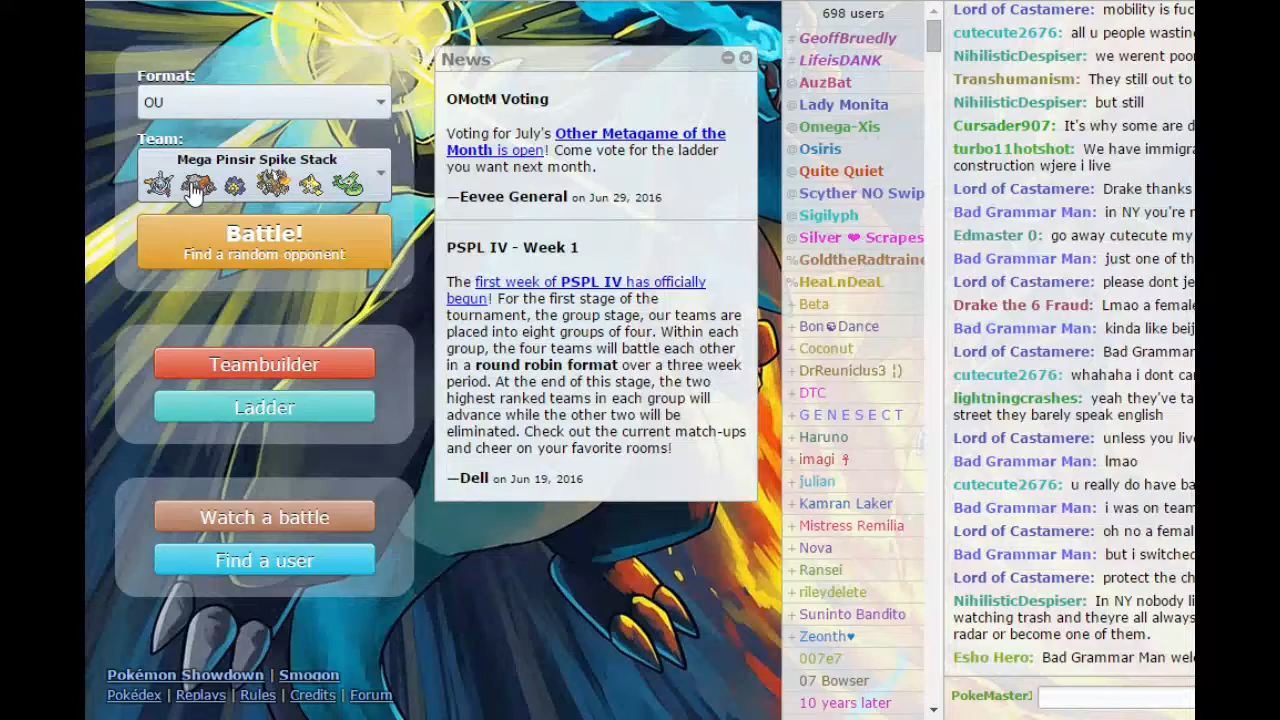 Format:
OU
Team:
Mega Pinsir Spike Stack
Battle!
Find a random opponent
Teambuilder
Ladder
Watch a battle
Find a user
Pokémon Showdown | Smogon
Pokédex | Replays | Rules | Credits | Forum
News
OMotM Voting
Voting for July's Other Metagame of the
Month is open! Come vote for the ladder
you want next month.
—Eevee General on Jun 29, 2016
PSPL IV - Week 1
The first week of PSPL IV has officially
begun! For the first stage of the
tournament, the group stage, our teams are
placed into eight groups of four. Within each
group, the four teams will battle each other
in a round robin format over a three week
period. At the end of this stage, the two
highest ranked teams in each group will
advance while the other two will be
eliminated. Check out the current match-ups
and cheer on your favorite rooms!
—Dell on Jun 19, 2016
698 users
# GeoffBruedly
# LifeisDANK
@ AuzBat
@ Lady Monita
@ Omega-Xis
@ Osiris
@ Quite Quiet
@ Scyther NO Swip
@ Sigilyph
@ Silver ❤ Scrapes
% GoldtheRadtraine
% HeaLnDeaL
+ Beta
+ Bon Dance
+ Coconut
+ DrReuniclus3 ¦)
+ DTC
+ G E N E S E C T
+ Haruno
+ imagi
+ julian
+ Kamran Laker
+ Mistress Remilia
+ Nova
+ Ransei
+ rileydelete
+ Suninto Bandito
+ Zeonth♥
007e7
07 Bowser
10 years later
Lord of Castamere: mobility is fuc
cutecute2676: all u people wastin
NihilisticDespiser: we werent poor
Transhumanism: They still out to
NihilisticDespiser: but still
Cursader907: It's why some are d
turbo11hotshot: We have immigra
construction wjere i live
Lord of Castamere: Drake thanks
Bad Grammar Man: in NY you're r
Edmaster 0: go away cutecute my
Bad Grammar Man: just one of th
Lord of Castamere: please dont je
Drake the 6 Fraud: Lmao a female
Bad Grammar Man: kinda like beij
Lord of Castamere: Bad Grammar
cutecute2676: whahaha i dont car
lightningcrashes: yeah they've ta
street they barely speak english
Lord of Castamere: unless you live
Bad Grammar Man: lmao
cutecute2676: u really do have ba
Bad Grammar Man: i was on team
Lord of Castamere: oh no a femal
Bad Grammar Man: but i switched
Lord of Castamere: protect the ch
NihilisticDespiser: In NY nobody li
watching trash and theyre all always
radar or become one of them.
Esho Hero: Bad Grammar Man wel
PokeMaster